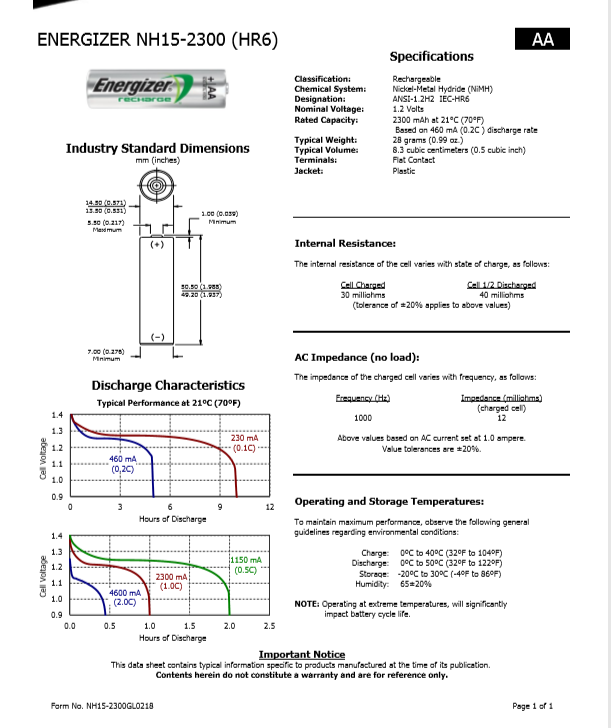 ENERGIZER NH15-2300 (HR6)
AA
Energizer
RECHARGE
+ AA
Industry Standard Dimensions
mm (inches)
14.50 (0.571)
13.50 (0.531)
5.50 (0.217)
Maximum
1.00 (0.039)
Minimum
(+)
50.50 (1.988)
49.20 (1.937)
(-)
7.00 (0.276)
Minimum
Discharge Characteristics
Typical Performance at 21°C (70°F)
Cell Voltage
1.4
1.3
1.2
1.1
1.0
0.9
230 mA
(0.1C)
460 mA
(0.2C)
0 3 6 9 12
Hours of Discharge
Cell Voltage
1.4
1.3
1.2
1.1
1.0
0.9
1150 mA
(0.5C)
2300 mA
(1.0C)
4600 mA
(2.0C)
0.0 0.5 1.0 1.5 2.0 2.5
Hours of Discharge
Specifications
Classification: Rechargeable
Chemical System: Nickel-Metal Hydride (NiMH)
Designation: ANSI-1.2H2 IEC-HR6
Nominal Voltage: 1.2 Volts
Rated Capacity: 2300 mAh at 21°C (70°F)
Based on 460 mA (0.2C ) discharge rate
Typical Weight: 28 grams (0.99 oz.)
Typical Volume: 8.3 cubic centimeters (0.5 cubic inch)
Terminals: Flat Contact
Jacket: Plastic
Internal Resistance:
The internal resistance of the cell varies with state of charge, as follows:
Cell Charged Cell 1/2 Discharged
30 milliohms 40 milliohms
(tolerance of ±20% applies to above values)
AC Impedance (no load):
The impedance of the charged cell varies with frequency, as follows:
Frequency (Hz) Impedance (milliohms)
(charged cell)
1000 12
Above values based on AC current set at 1.0 ampere.
Value tolerances are ±20%.
Operating and Storage Temperatures:
To maintain maximum performance, observe the following general
guidelines regarding environmental conditions:
Charge: 0°C to 40°C (32°F to 104°F)
Discharge: 0°C to 50°C (32°F to 122°F)
Storage: -20°C to 30°C (-4°F to 86°F)
Humidity: 65±20%
NOTE: Operating at extreme temperatures, will significantly
impact battery cycle life.
Important Notice
This data sheet contains typical information specific to products manufactured at the time of its publication.
Contents herein do not constitute a warranty and are for reference only.
Form No. NH15-2300GL0218
Page 1 of 1